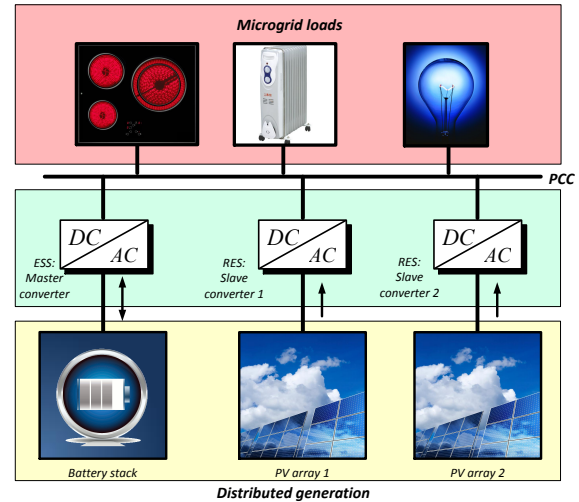 Microgrid loads
PCC
DC
AC
ESS:
Master
converter
DC
AC
RES:
Slave
converter 1
DC
AC
RES:
Slave
converter 2
Battery stack
PV array 1
PV array 2
Distributed generation